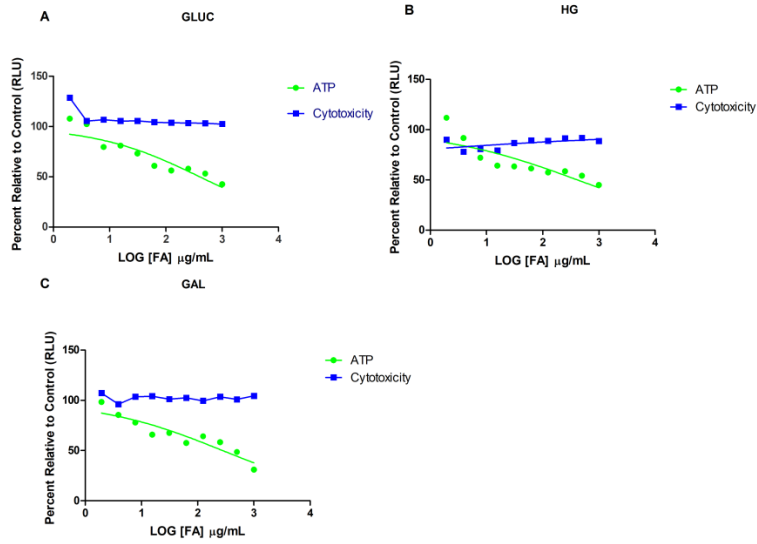 A
GLUC
Percent Relative to Control (RLU)
150
100
50
0
0 1 2 3 4
LOG [FA] μg/mL
ATP
Cytotoxicity
B
HG
Percent Relative to Control (RLU)
150
100
50
0
0 1 2 3 4
LOG [FA] μg/mL
ATP
Cytotoxicity
C
GAL
Percent Relative to Control (RLU)
150
100
50
0
0 1 2 3 4
LOG [FA] μg/mL
ATP
Cytotoxicity